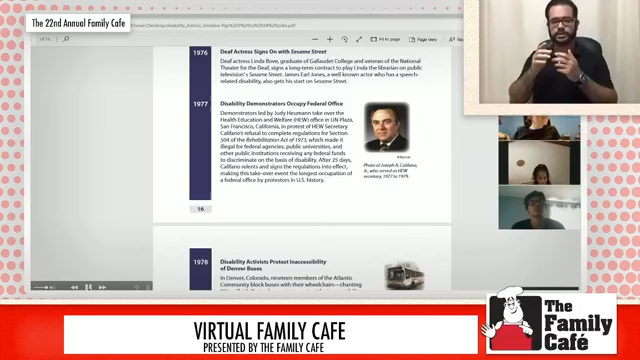 The 22nd Annual Family Cafe
Fit to page
Page view
1976
Deaf Actress Signs On with Sesame Street
Deaf actress Linda Bove, graduate of Gallaudet College and veteran of the National
Theater for the Deaf, signs a long-term contract to play Linda the librarian on public
television's Sesame Street. James Earl Jones, a well known actor who has a speech-
related disability, also gets his start on Sesame Street.
1977
Disability Demonstrators Occupy Federal Office
Demonstrators led by Judy Heumann take over the
Health Education and Welfare (HEW) office in UN Plaza,
San Francisco, California, in protest of HEW Secretary
Califano's refusal to complete regulations for Section
504 of the Rehabilitation Act of 1973, which made it
illegal for federal agencies, public universities, and
other public institutions receiving any federal funds
to discriminate on the basis of disability. After 25 days,
Califano relents and signs the regulations into effect,
making this take-over event the longest occupation of
a federal office by protestors in U.S. history.
Photo of Joseph A. Califano,
Jr., who served as HEW
secretary, 1977 to 1979.
16
1978
Disability Activists Protest Inaccessibility
of Denver Buses
In Denver, Colorado, nineteen members of the Atlantis
Community block buses with their wheelchairs—chanting
VIRTUAL FAMILY CAFE
PRESENTED BY THE FAMILY CAFE
The
Family
Café